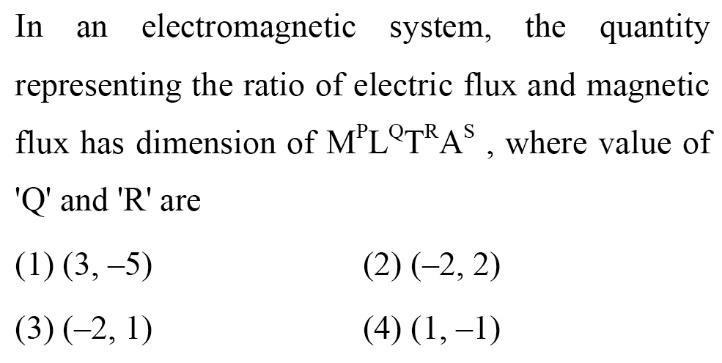 In an electromagnetic system, the quantity
representing the ratio of electric flux and magnetic
flux has dimension of MᴾLQTᴿAˢ , where value of
'Q' and 'R' are
(1) (3, –5) (2) (–2, 2)
(3) (–2, 1) (4) (1, –1)